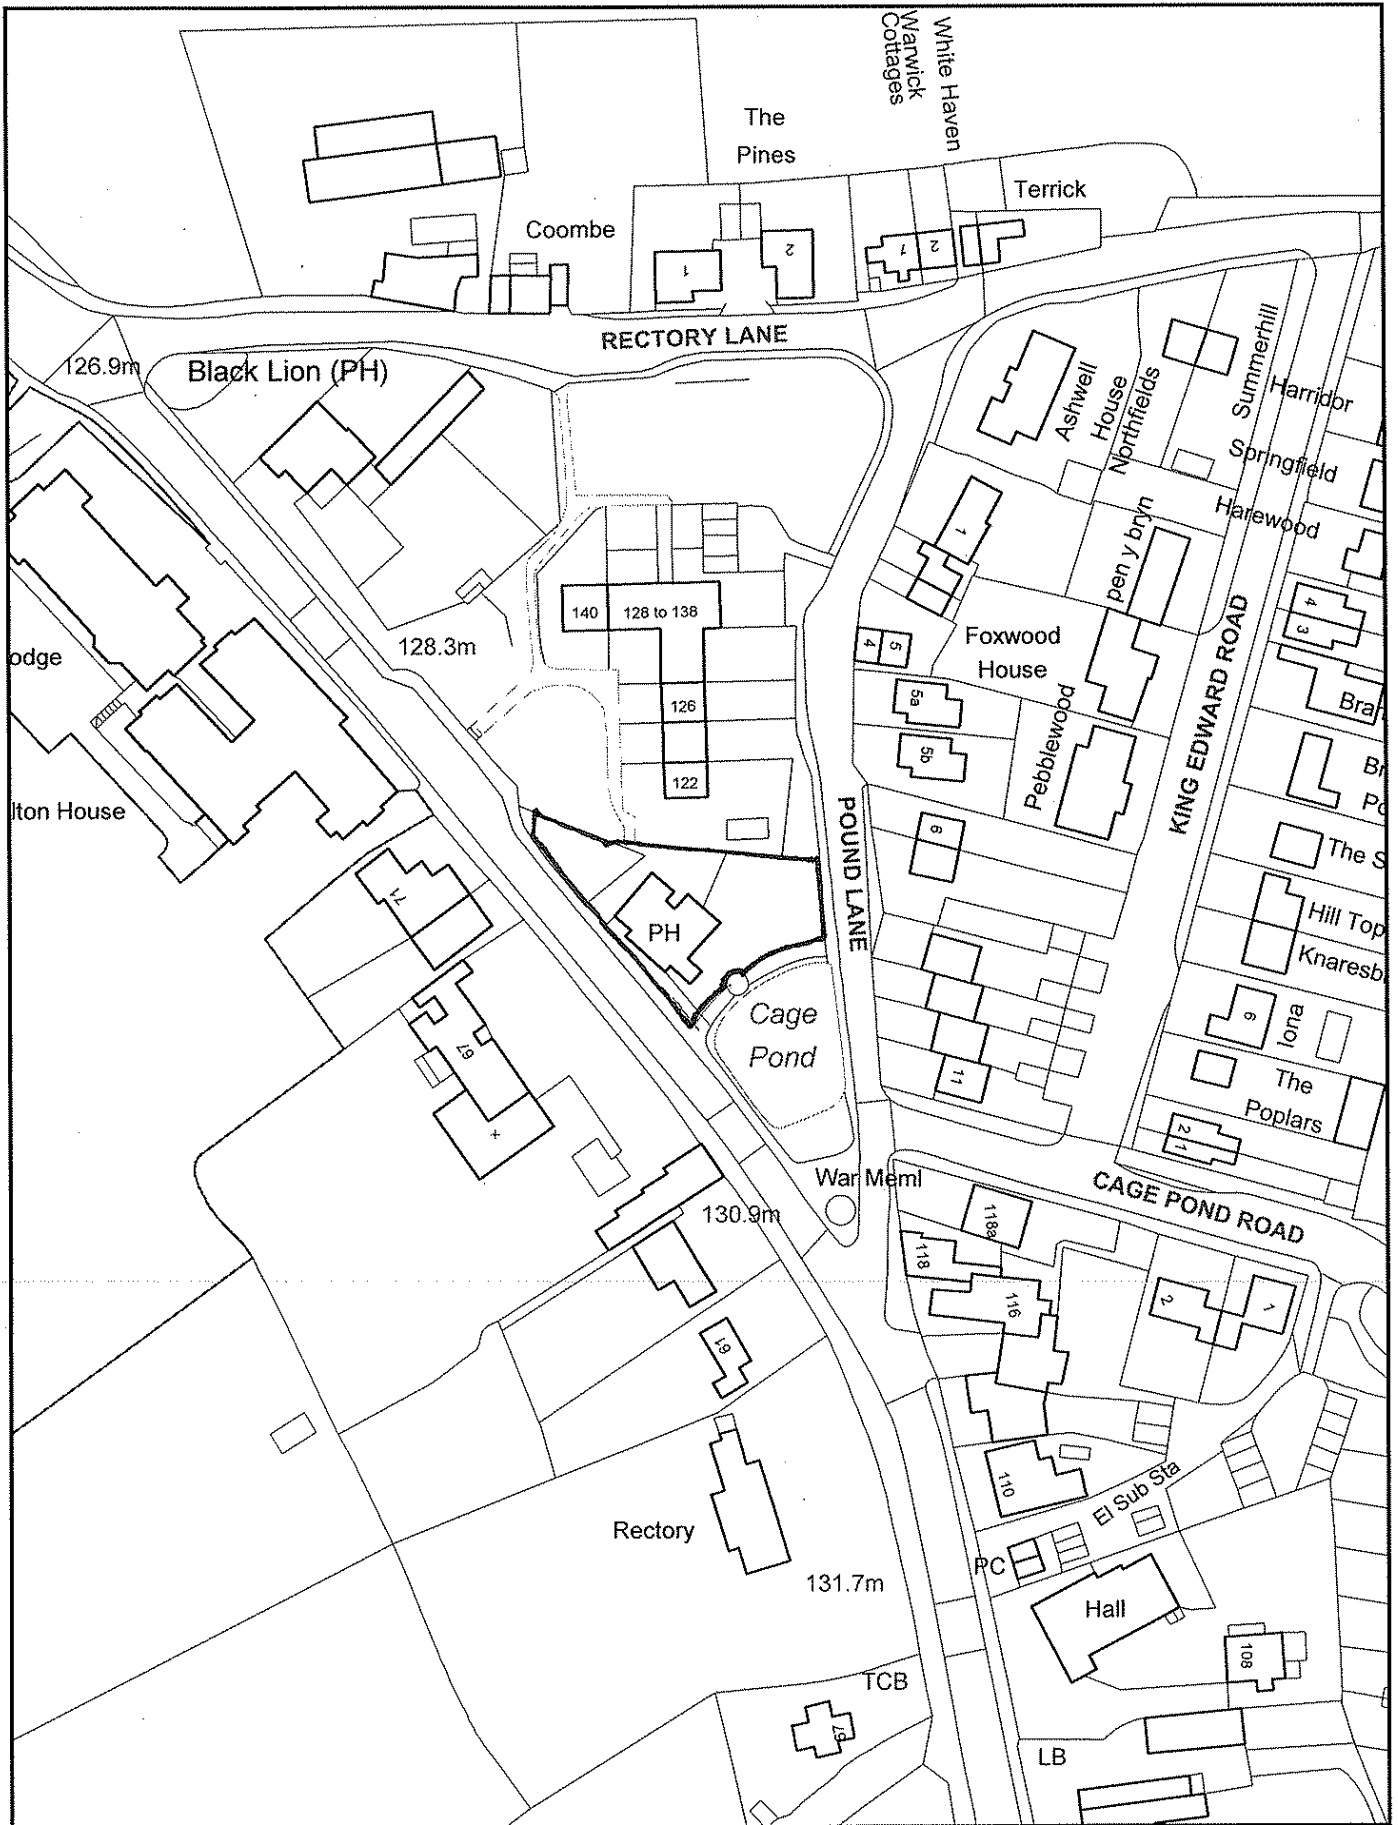 White Haven
Warwick
Cottages
The
Pines
Terrick
Coombe
1
2
1
2
RECTORY LANE
126.9m
Black Lion (PH)
Ashwell
House
Northfields
Summerhill
Harridor
Springfield
Harewood
1
pen y bryn
140
128 to 138
4
3
128.3m
odge
4
5
Foxwood
House
5a
126
Bran
5b
Pebblewood
KING EDWARD ROAD
122
Br
Po
lton House
POUND LANE
6
The S
71
PH
Hill Top
Knaresb
Cage
Pond
6
Iona
67
11
The
Poplars
2
1
War Meml
CAGE POND ROAD
130.9m
118a
118
116
2
1
61
110
El Sub Sta
Rectory
PC
131.7m
Hall
108
TCB
57
LB